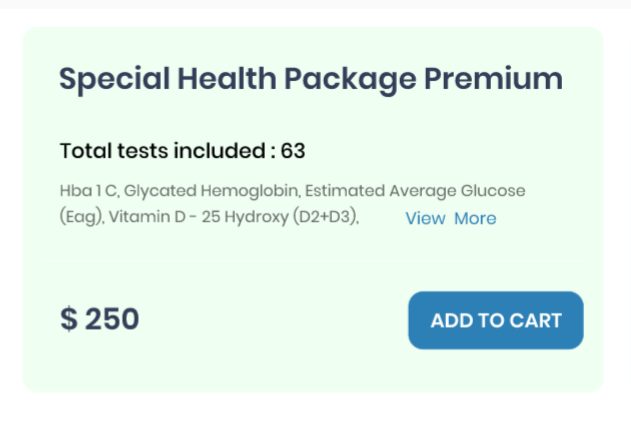 Special Health Package Premium
Total tests included : 63
Hba 1 C, Glycated Hemoglobin, Estimated Average Glucose
(Eag), Vitamin D - 25 Hydroxy (D2+D3), View More
$ 250 ADD TO CART